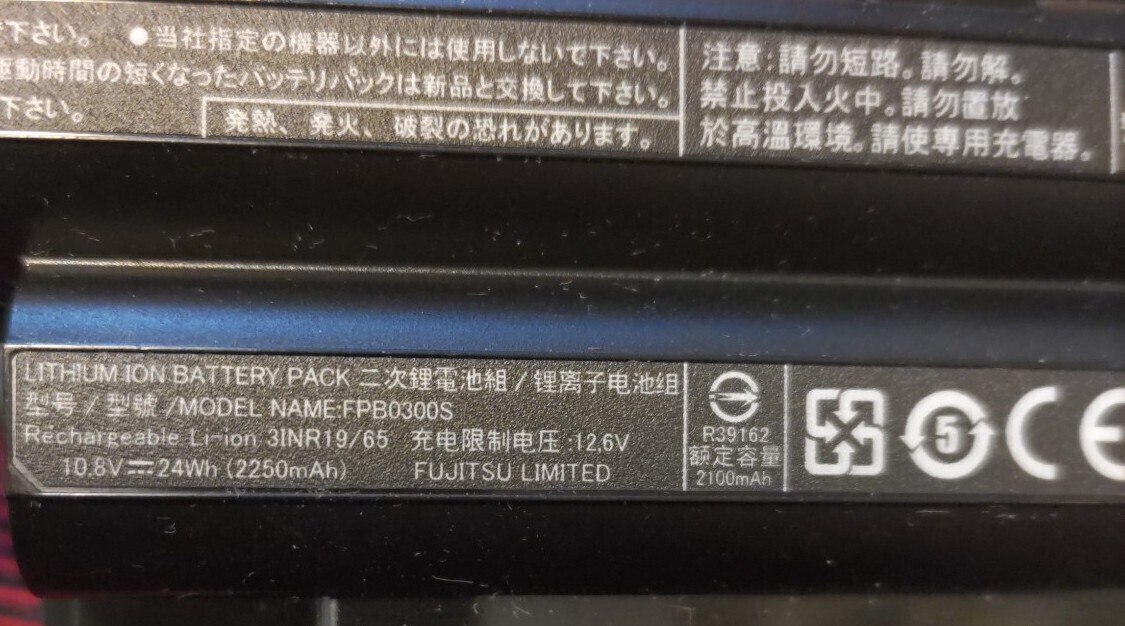 下さい。 ●当社指定の機器以外には使用しないで下さい。
駆動時間の短くなったバッテリパックは新品と交換して下さい。
下さい。
発熱、発火、破裂の恐れがあります。
注意:請勿短路。請勿解。
禁止投入火中。請勿置放
於高溫環境。請使專用充電器。
LITHIUM-ION BATTERY PACK 二次鋰電池組 / 锂离子电池组
型号 / 型號 /MODEL NAME:FPB0300S
Rechargeable Li-ion 3INR19/65 充电限制电压:12,6V
10.8V⎓24Wh (2250mAh) FUJITSU LIMITED
R39162
额定容量
2100mAh
5
CE